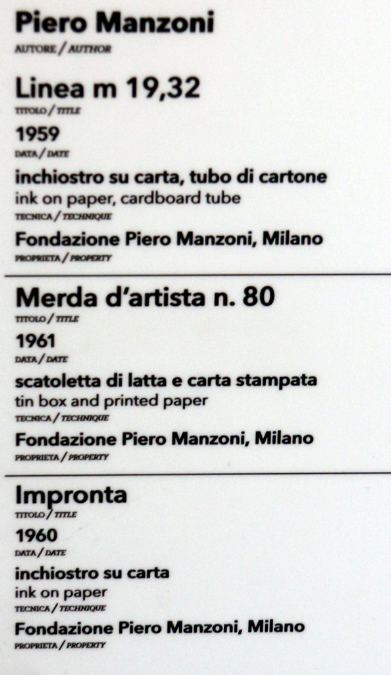 Piero Manzoni
AUTORE/AUTHOR
Linea m 19,32
TITOLO/TITLE
1959
DATA/DATE
inchiostro su carta, tubo di cartone
ink on paper, cardboard tube
TECNICA/TECHNIQUE
Fondazione Piero Manzoni, Milano
PROPRIETA/PROPERTY
Merda d'artista n. 80
TITOLO/TITLE
1961
DATA/DATE
scatoletta di latta e carta stampata
tin box and printed paper
TECNICA/TECHNIQUE
Fondazione Piero Manzoni, Milano
PROPRIETA/PROPERTY
Impronta
TITOLO/TITLE
1960
DATA/DATE
inchiostro su carta
ink on paper
TECNICA/TECHNIQUE
Fondazione Piero Manzoni, Milano
PROPRIETA/PROPERTY